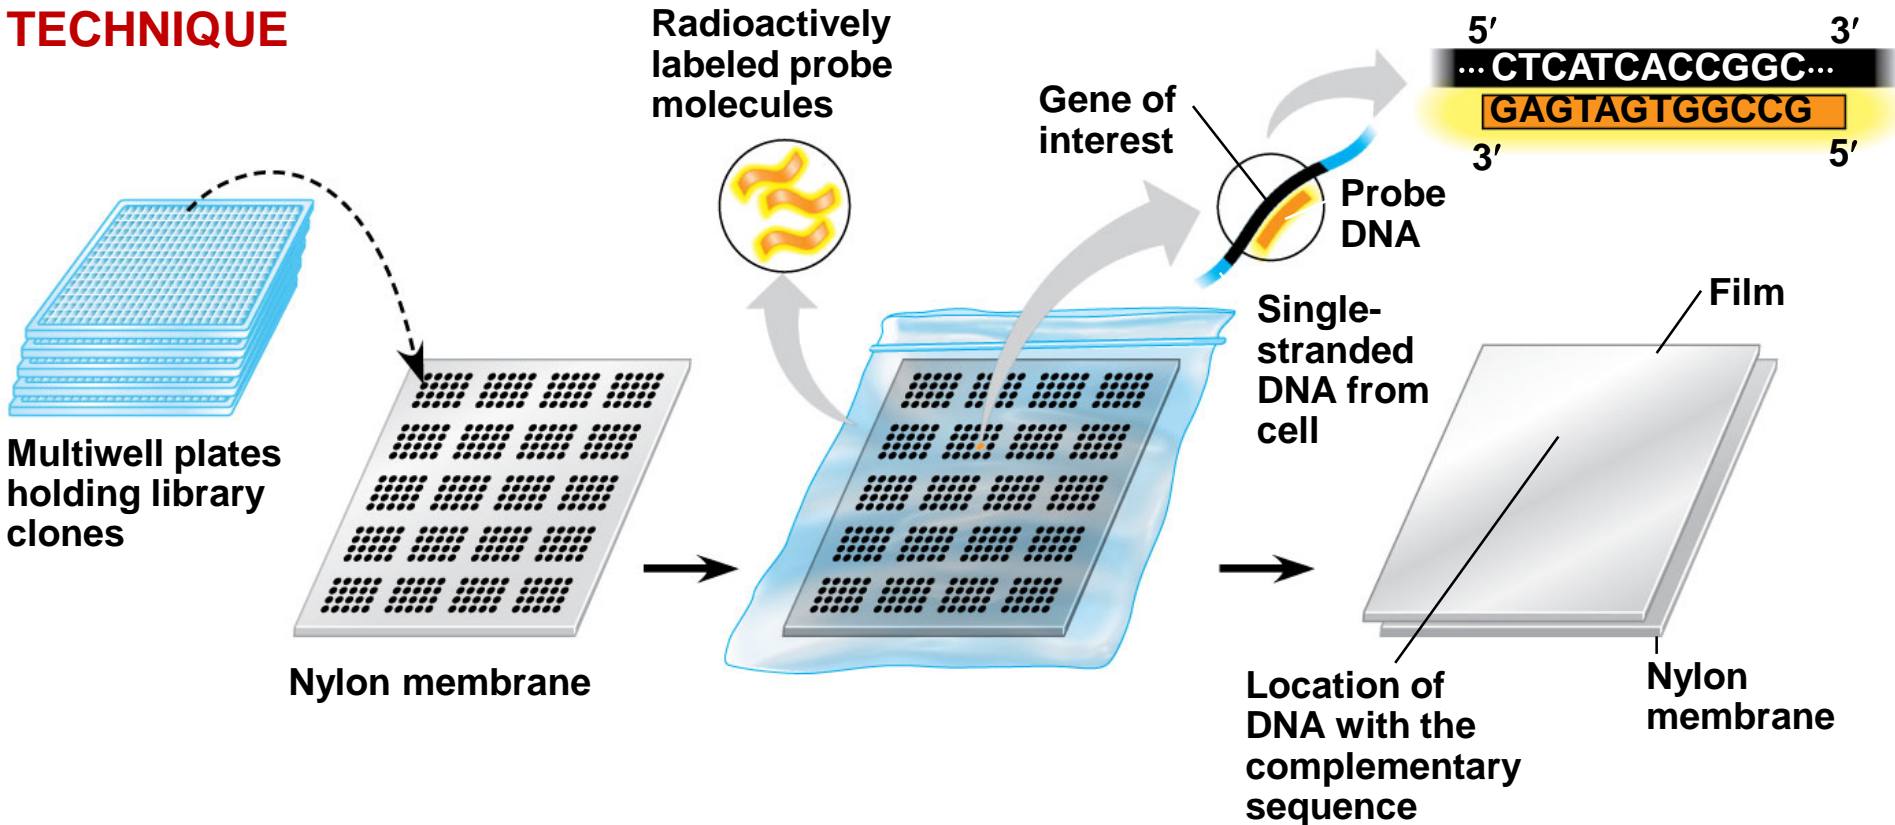 TECHNIQUE
Radioactively
labeled probe
molecules
Gene of
interest
5′ 3′
··· CTCATCACCGGC···
GAGTAGTGGCCG
3′ 5′
Probe
DNA
Single-
stranded
DNA from
cell
Film
Multiwell plates
holding library
clones
Nylon membrane
Location of
DNA with the
complementary
sequence
Nylon
membrane